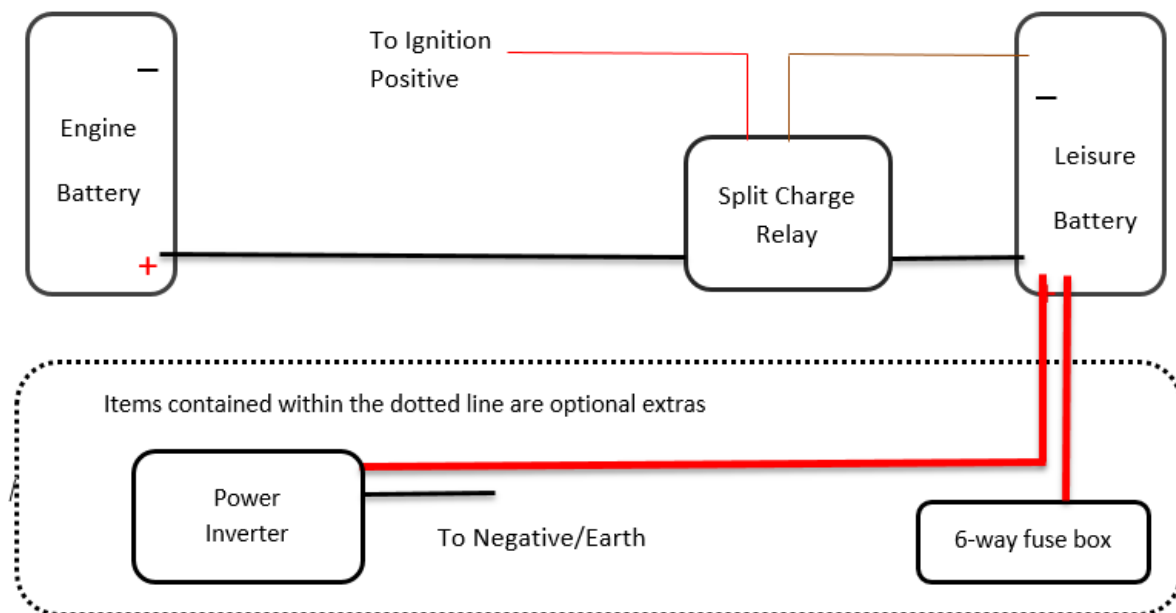 To Ignition
Positive
−
Engine
Battery
+
Split Charge
Relay
−
Leisure
Battery
+
Items contained within the dotted line are optional extras
Power
Inverter
To Negative/Earth
6-way fuse box